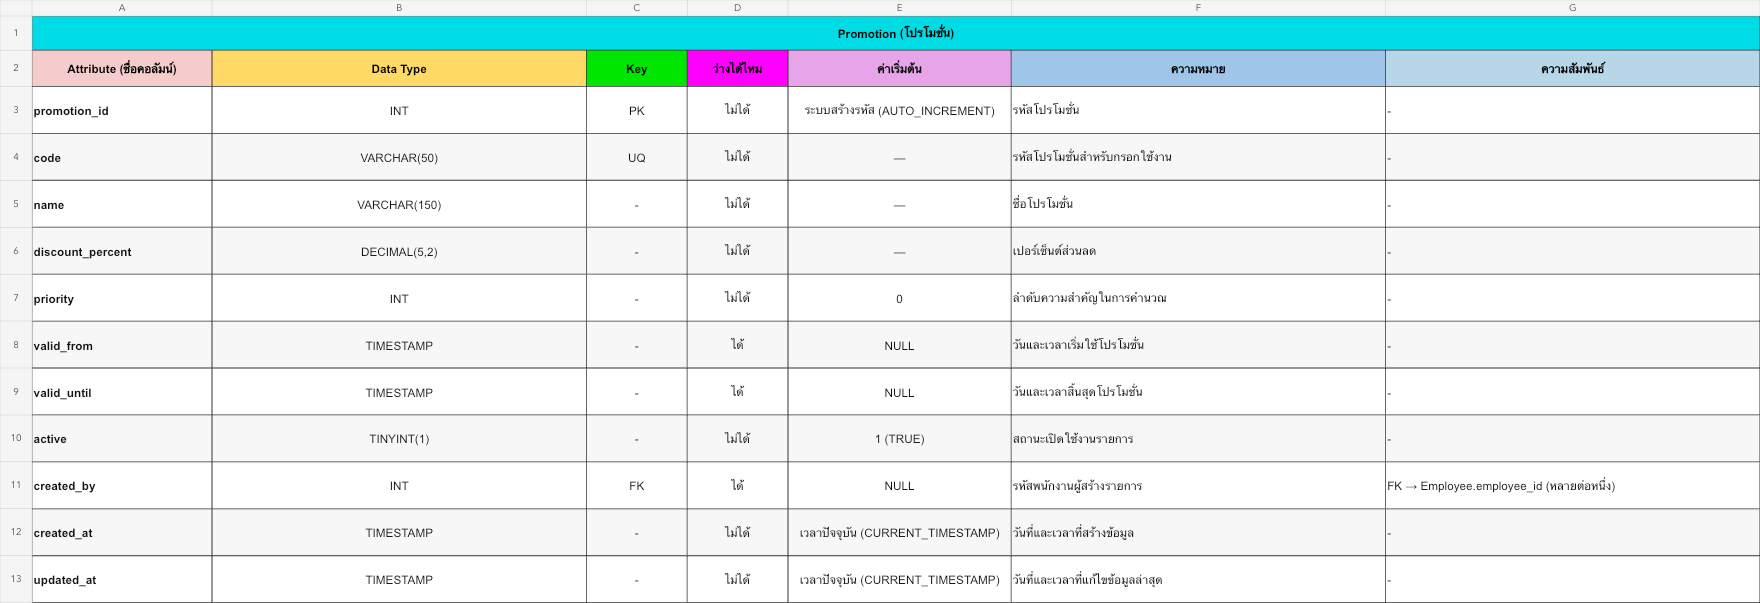 A B C D E F G
1 Promotion (โปรโมชั่น)
2 Attribute (ชื่อคอลัมน์) Data Type Key ว่างได้ไหม ค่าเริ่มต้น ความหมาย ความสัมพันธ์
3 promotion_id INT PK ไม่ได้ ระบบสร้างรหัส (AUTO_INCREMENT) รหัสโปรโมชั่น -
4 code VARCHAR(50) UQ ไม่ได้ — รหัสโปรโมชั่นสำหรับกรอกใช้งาน -
5 name VARCHAR(150) - ไม่ได้ — ชื่อโปรโมชั่น -
6 discount_percent DECIMAL(5,2) - ไม่ได้ — เปอร์เซ็นต์ส่วนลด -
7 priority INT - ไม่ได้ 0 ลำดับความสำคัญในการคำนวณ -
8 valid_from TIMESTAMP - ได้ NULL วันและเวลาเริ่มใช้โปรโมชั่น -
9 valid_until TIMESTAMP - ได้ NULL วันและเวลาสิ้นสุดโปรโมชั่น -
10 active TINYINT(1) - ไม่ได้ 1 (TRUE) สถานะเปิดใช้งานรายการ -
11 created_by INT FK ได้ NULL รหัสพนักงานผู้สร้างรายการ FK → Employee.employee_id (หลายต่อหนึ่ง)
12 created_at TIMESTAMP - ไม่ได้ เวลาปัจจุบัน (CURRENT_TIMESTAMP) วันที่และเวลาที่สร้างข้อมูล -
13 updated_at TIMESTAMP - ไม่ได้ เวลาปัจจุบัน (CURRENT_TIMESTAMP) วันที่และเวลาที่แก้ไขข้อมูลล่าสุด -